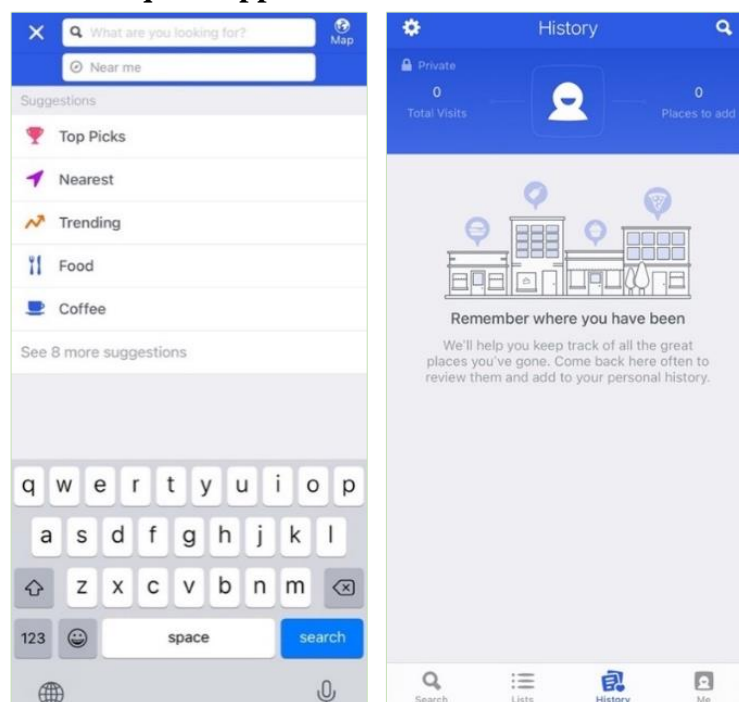 What are you looking for?
Map
Near me
Suggestions
Top Picks
Nearest
Trending
Food
Coffee
See 8 more suggestions
q w e r t y u i o p
a s d f g h j k l
z x c v b n m
123 space search
History
Private
0 0
Total Visits Places to add
Remember where you have been
We'll help you keep track of all the great
places you've gone. Come back here often to
review them and add to your personal history.
Search Lists History Me